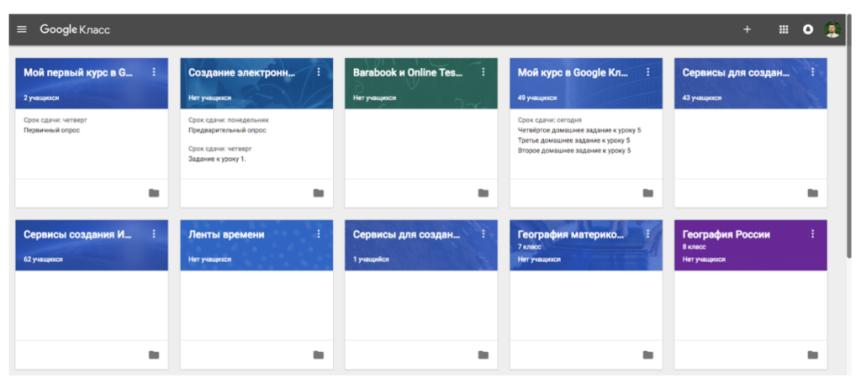 Google Класс
Мой первый курс в G...
2 учащихся
Срок сдачи: четверг
Первичный опрос
Создание электронн...
Нет учащихся
Срок сдачи: понедельник
Предварительный опрос
Срок сдачи: четверг
Задание к уроку 1.
Barabook и Online Tes...
Нет учащихся
Мой курс в Google Кл...
49 учащихся
Срок сдачи: сегодня
Четвёртое домашнее задание к уроку 5
Третье домашнее задание к уроку 5
Второе домашнее задание к уроку 5
Сервисы для создан...
43 учащихся
Сервисы создания И...
62 учащихся
Ленты времени
Нет учащихся
Сервисы для создан...
1 учащийся
География материко...
7 класс
Нет учащихся
География России
8 класс
Нет учащихся